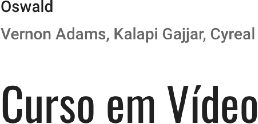 Oswald
Vernon Adams, Kalapi Gajjar, Cyreal
Curso em Vídeo